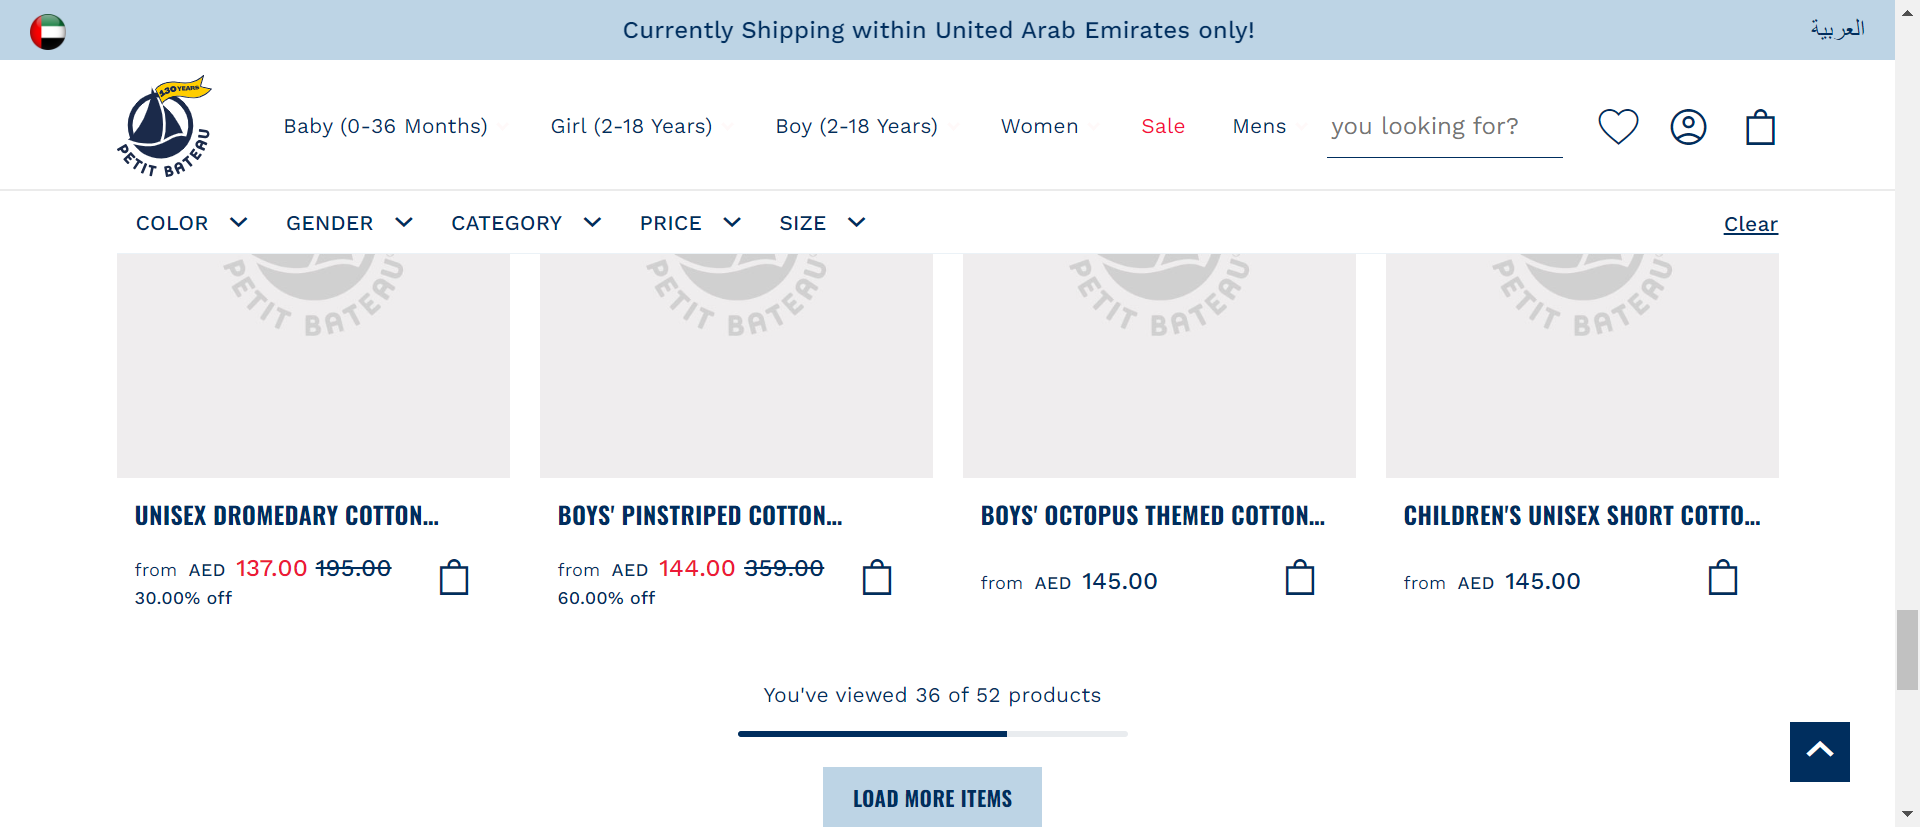 Currently Shipping within United Arab Emirates only!
العربية
130 YEARS
PETIT BATEAU
Baby (0-36 Months)
Girl (2-18 Years)
Boy (2-18 Years)
Women
Sale
Mens
you looking for?
COLOR
GENDER
CATEGORY
PRICE
SIZE
Clear
PETIT BATEAU
PETIT BATEAU
PETIT BATEAU
PETIT BATEAU
UNISEX DROMEDARY COTTON...
from AED 137.00 195.00
30.00% off
BOYS' PINSTRIPED COTTON...
from AED 144.00 359.00
60.00% off
BOYS' OCTOPUS THEMED COTTON...
from AED 145.00
CHILDREN'S UNISEX SHORT COTTO...
from AED 145.00
You've viewed 36 of 52 products
LOAD MORE ITEMS